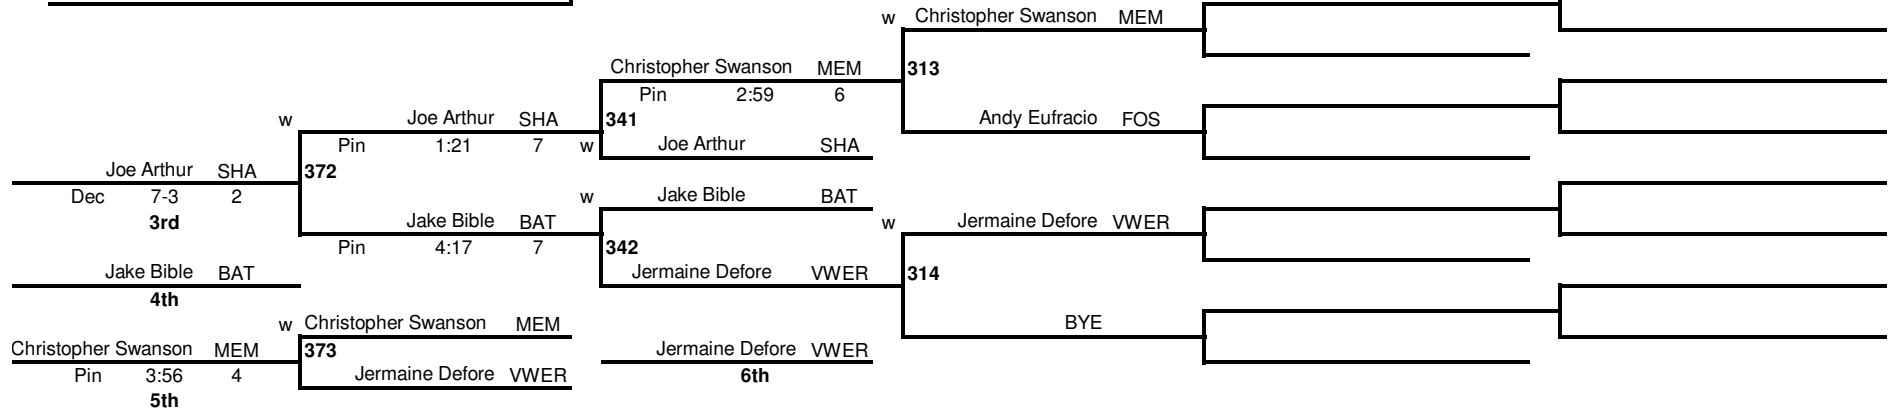 w Christopher Swanson MEM
Christopher Swanson MEM 313
Pin 2:59 6
w Joe Arthur SHA 341 Andy Eufracio FOS
Pin 1:21 7 w Joe Arthur SHA
Joe Arthur SHA 372
Dec 7-3 2 w Jake Bible BAT
3rd Jake Bible BAT w Jermaine Defore VWER
Pin 4:17 7 342
Jake Bible BAT Jermaine Defore VWER 314
4th
w Christopher Swanson MEM BYE
Christopher Swanson MEM 373 Jermaine Defore VWER
Pin 3:56 4 Jermaine Defore VWER 6th
5th